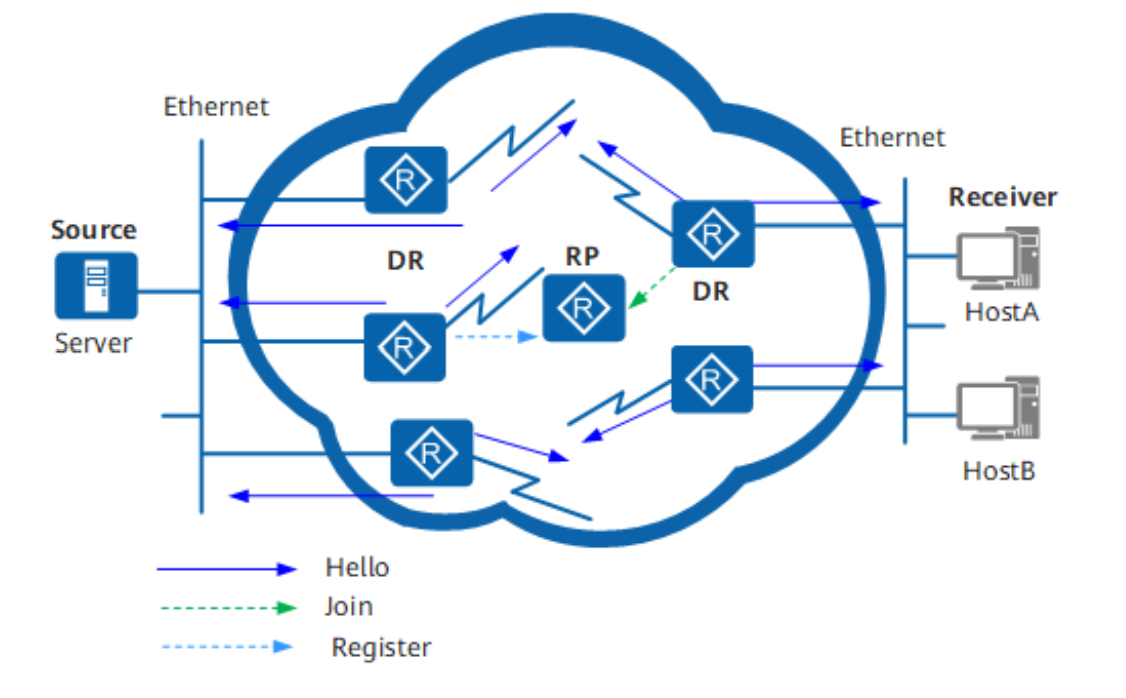 Ethernet
Ethernet
Source
Receiver
R
R
DR
RP
DR
R
R
HostA
Server
R
R
R
HostB
Hello
Join
Register